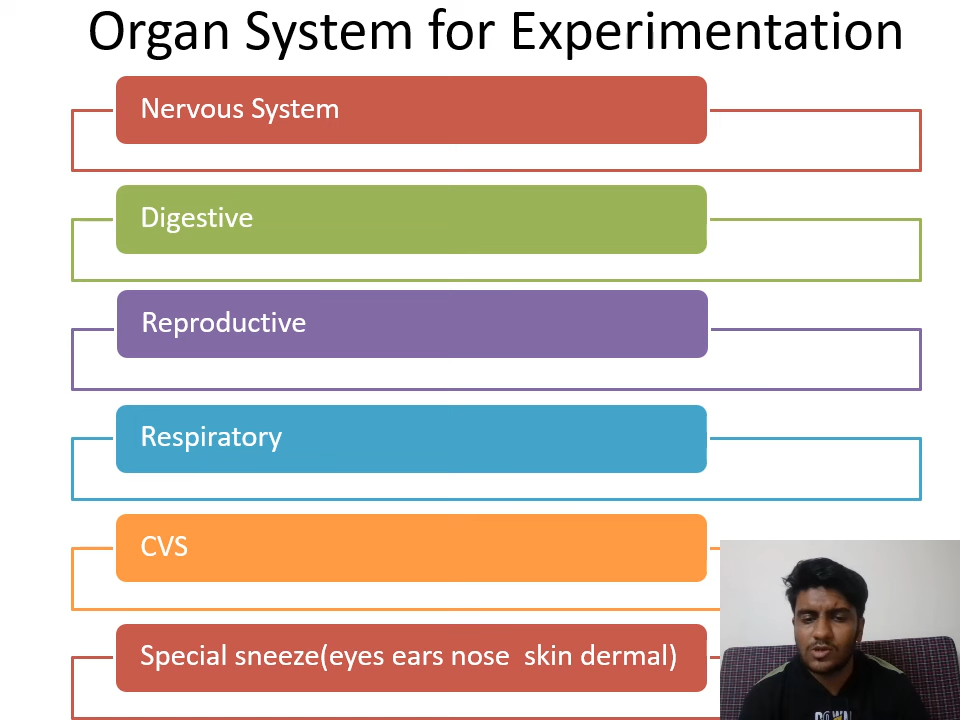 Organ System for Experimentation
Nervous System
Digestive
Reproductive
Respiratory
CVS
Special sneeze(eyes ears nose skin dermal)